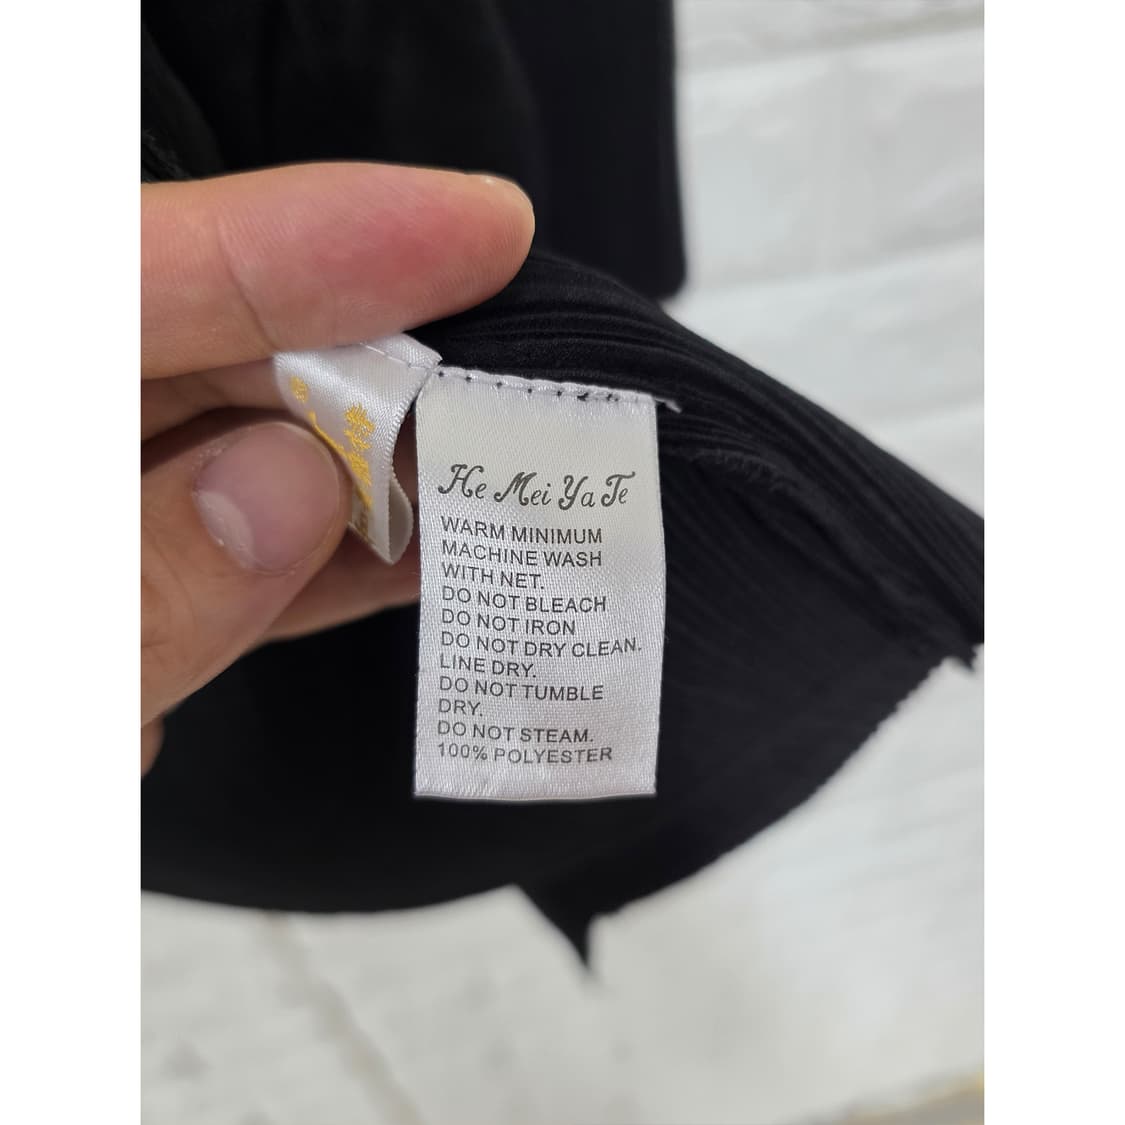 He Mei Ya Te
WARM MINIMUM
MACHINE WASH
WITH NET.
DO NOT BLEACH
DO NOT IRON
DO NOT DRY CLEAN.
LINE DRY.
DO NOT TUMBLE
DRY.
DO NOT STEAM.
100% POLYESTER